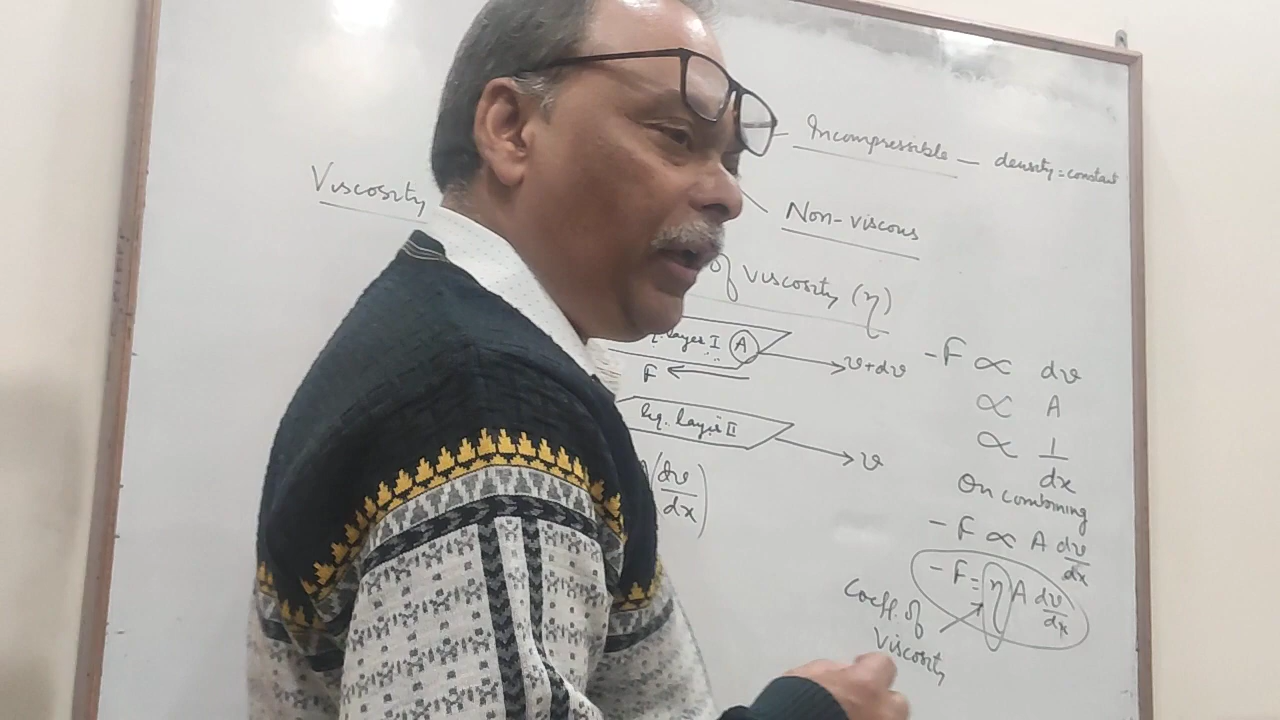 Incompressible — density = constant
Viscosity
Non-viscous
of viscosity (η)
layer I A
v+dv
F
Liq. layer II
v
(dv/dx)
-F ∝ dv
∝ A
∝ 1/dx
On combining
-F ∝ A dv/dx
-F = η A dv/dx
Coeff. of
Viscosity